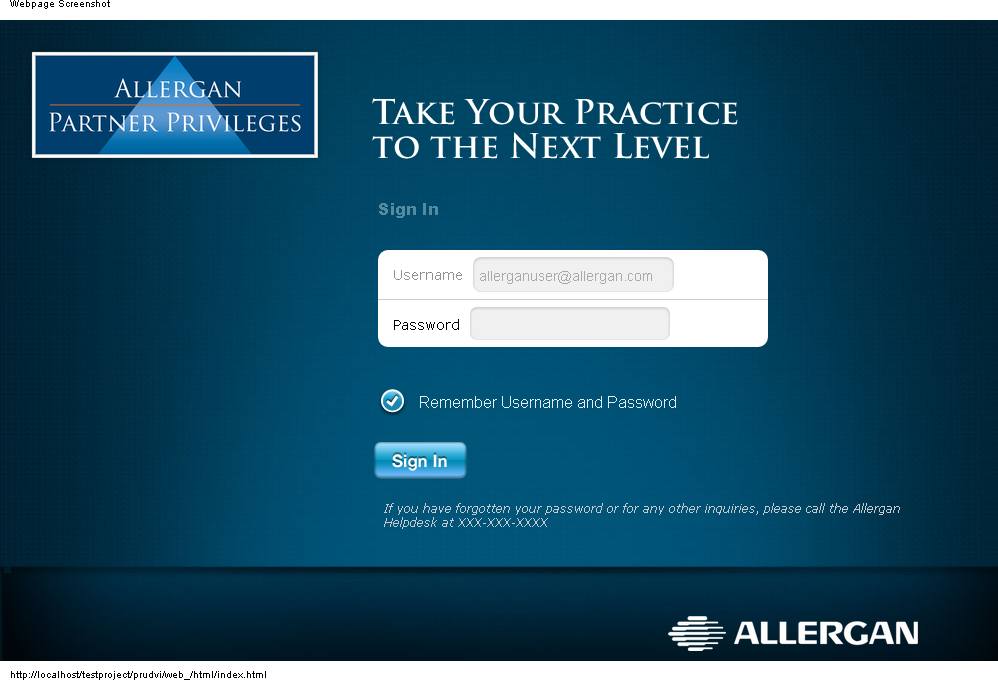 Webpage Screenshot
ALLERGAN
PARTNER PRIVILEGES
TAKE YOUR PRACTICE
TO THE NEXT LEVEL
Sign In
Username allerganuser@allergan.com
Password
Remember Username and Password
Sign In
If you have forgotten your password or for any other inquiries, please call the Allergan
Helpdesk at XXX-XXX-XXXX
ALLERGAN
http://localhost/testproject/prudvi/web_/html/index.html